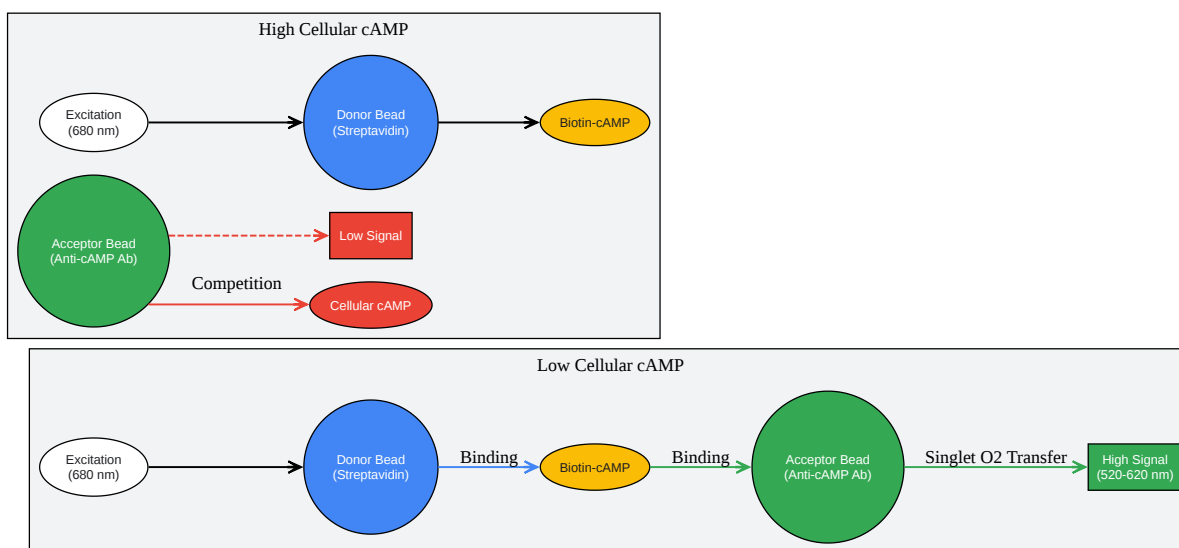 High Cellular cAMP
Excitation
(680 nm)
Donor Bead
(Streptavidin)
Biotin-cAMP
Acceptor Bead
(Anti-cAMP Ab)
Low Signal
Competition
Cellular cAMP
Low Cellular cAMP
Excitation
(680 nm)
Donor Bead
(Streptavidin)
Binding
Biotin-cAMP
Binding
Acceptor Bead
(Anti-cAMP Ab)
Singlet O2 Transfer
High Signal
(520-620 nm)